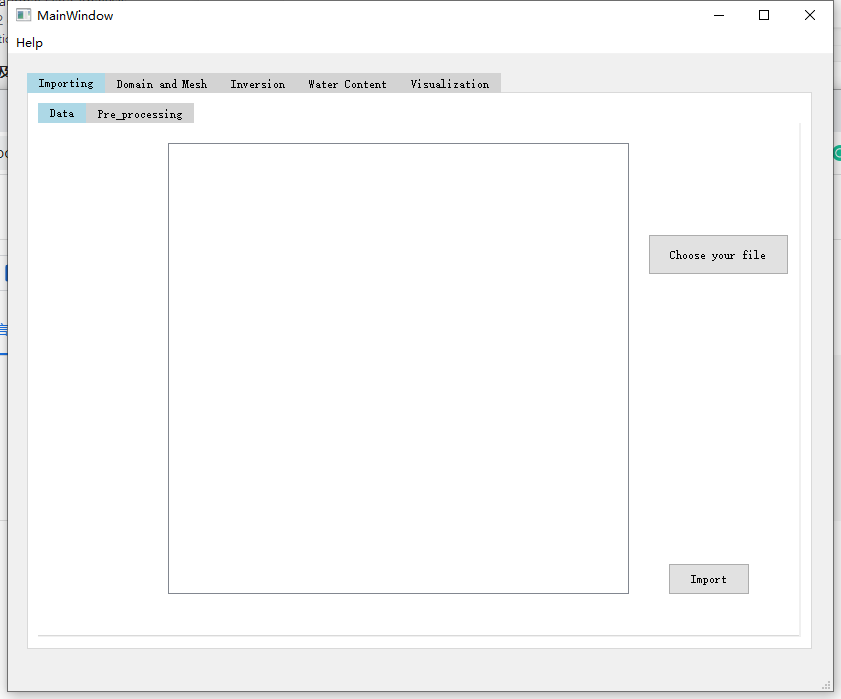 MainWindow
Help
Importing Domain and Mesh Inversion Water Content Visualization
Data Pre_processing
Choose your file
Import